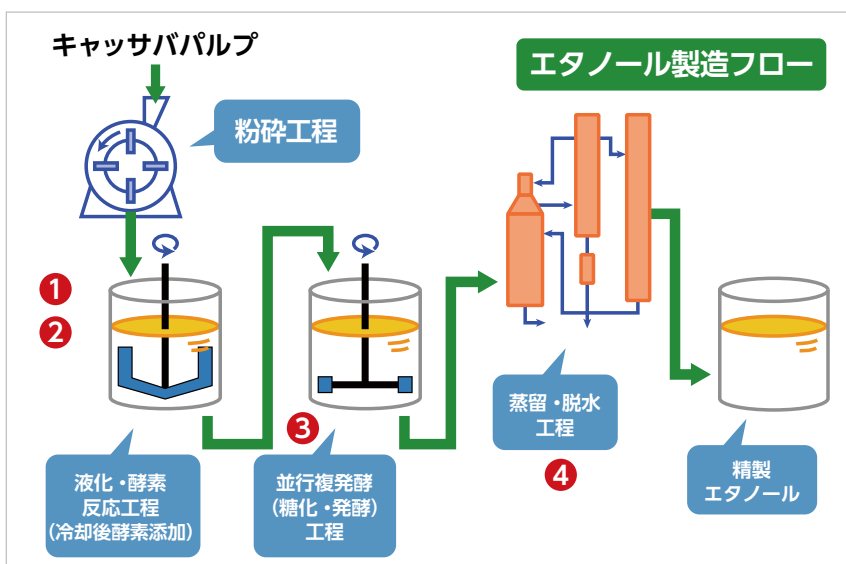 キャッサバパルプ
エタノール製造フロー
粉砕工程
1
2
液化・酵素
反応工程
(冷却後酵素添加)
3
並行複発酵
(糖化・発酵)
工程
蒸留・脱水
工程
4
精製
エタノール